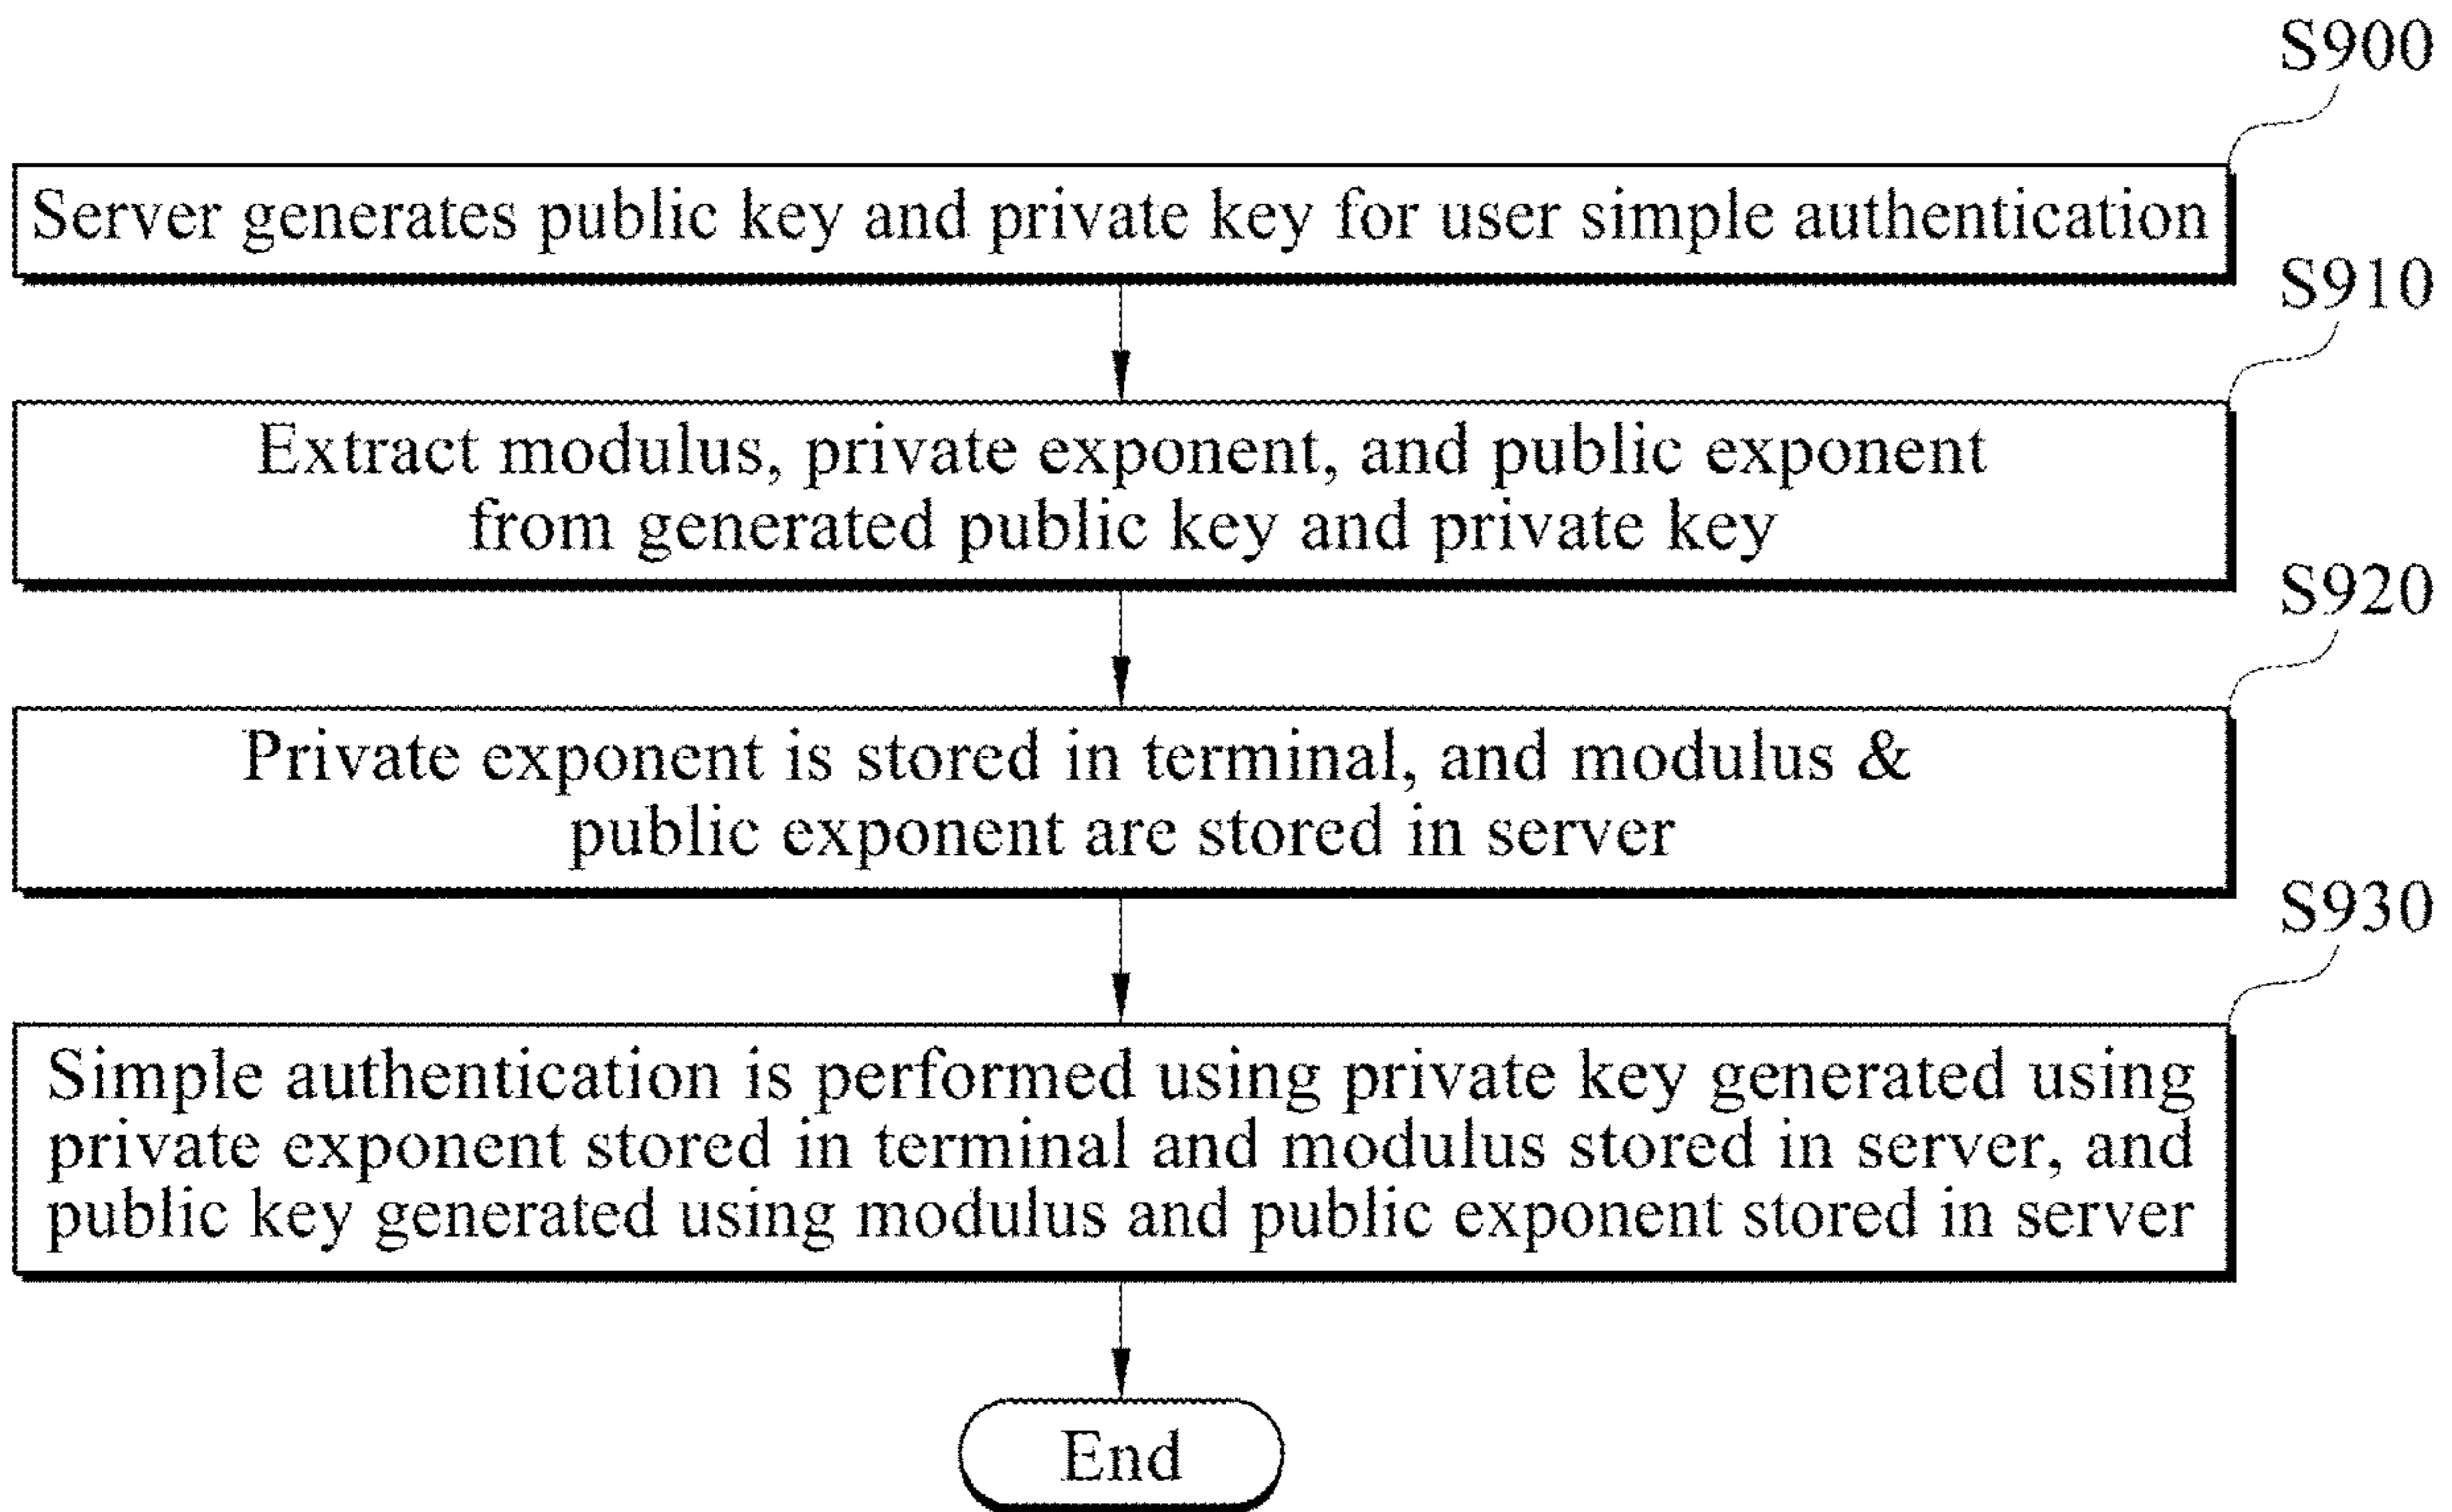 S900
Server generates public key and private key for user simple authentication
S910
Extract modulus, private exponent, and public exponent
from generated public key and private key
S920
Private exponent is stored in terminal, and modulus &
public exponent are stored in server
S930
Simple authentication is performed using private key generated using
private exponent stored in terminal and modulus stored in server, and
public key generated using modulus and public exponent stored in server
End